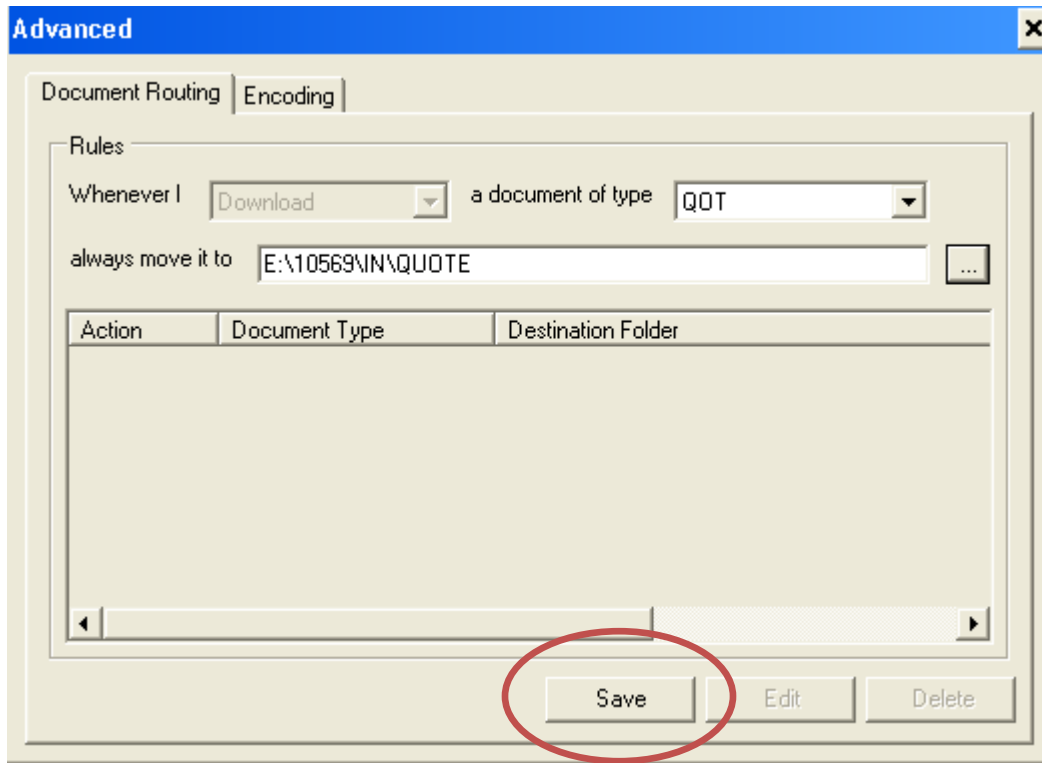 Advanced
Document Routing Encoding
Rules
Whenever I Download a document of type QOT
always move it to E:\10569\IN\QUOTE ...
Action Document Type Destination Folder
Save Edit Delete